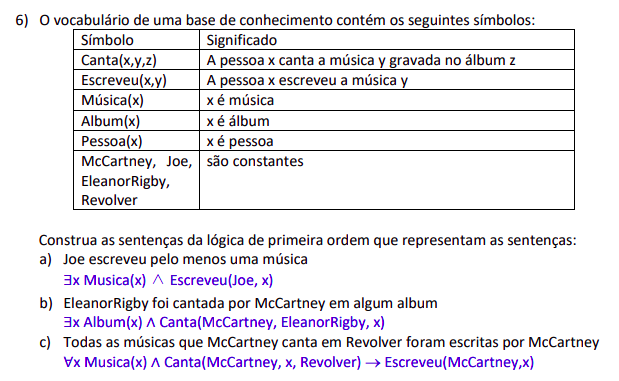 6) O vocabulário de uma base de conhecimento contém os seguintes símbolos:
Símbolo Significado
Canta(x,y,z) A pessoa x canta a música y gravada no álbum z
Escreveu(x,y) A pessoa x escreveu a música y
Música(x) x é música
Album(x) x é álbum
Pessoa(x) x é pessoa
McCartney, Joe, são constantes
EleanorRigby,
Revolver
Construa as sentenças da lógica de primeira ordem que representam as sentenças:
a) Joe escreveu pelo menos uma música
∃x Musica(x) ∧ Escreveu(Joe, x)
b) EleanorRigby foi cantada por McCartney em algum album
∃x Album(x) ∧ Canta(McCartney, EleanorRigby, x)
c) Todas as músicas que McCartney canta em Revolver foram escritas por McCartney
∀x Musica(x) ∧ Canta(McCartney, x, Revolver) → Escreveu(McCartney,x)